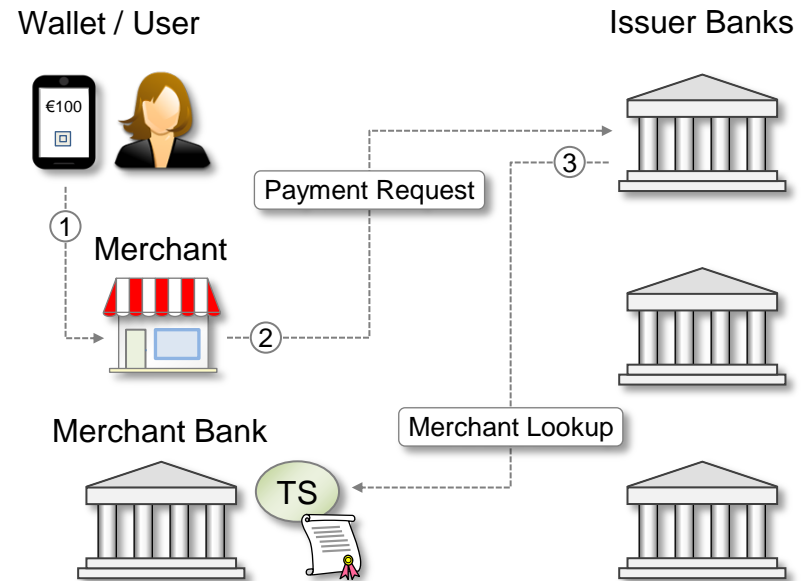 Wallet / User
Issuer Banks
€100
3
Payment Request
1
Merchant
2
Merchant Lookup
Merchant Bank
TS